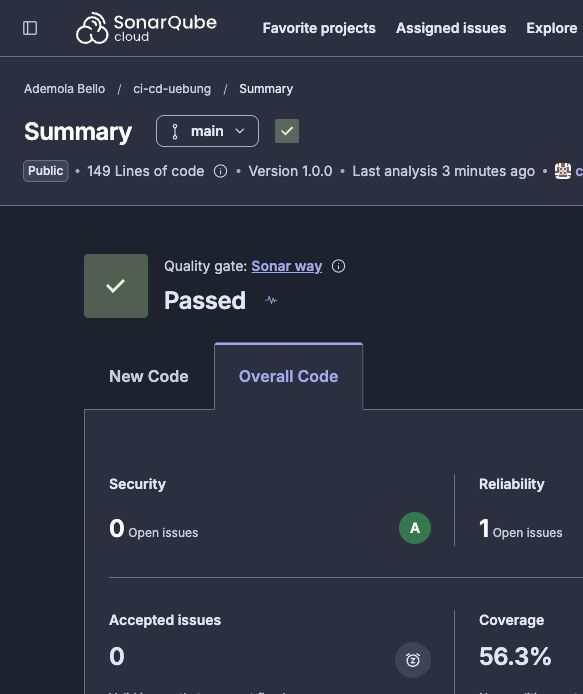 SonarQube
cloud
Favorite projects Assigned issues Explore
Ademola Bello / ci-cd-uebung / Summary
Summary main
Public • 149 Lines of code • Version 1.0.0 • Last analysis 3 minutes ago • c
Quality gate: Sonar way
Passed
New Code Overall Code
Security Reliability
0 Open issues A 1 Open issues
Accepted issues Coverage
0 56.3%